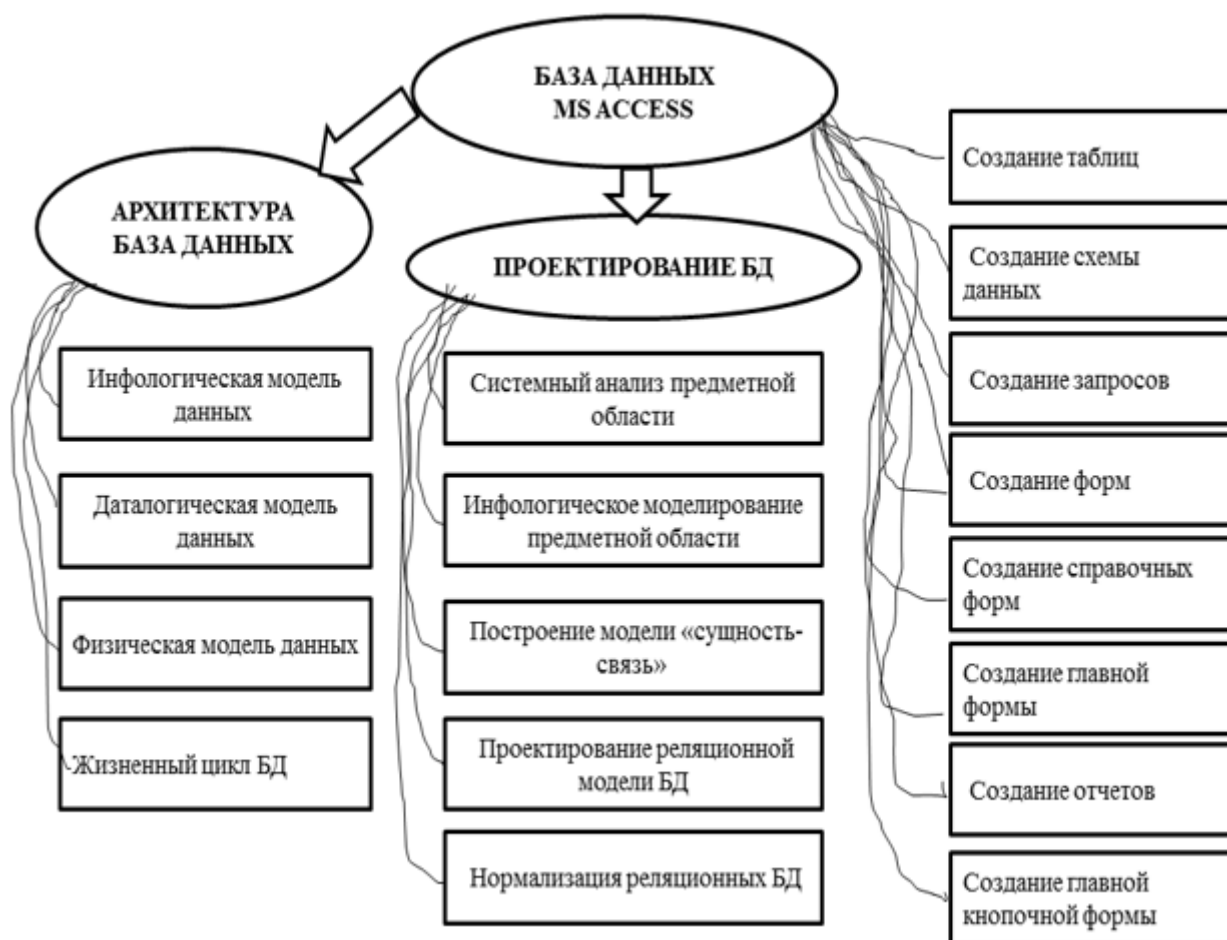 БАЗА ДАННЫХ
MS ACCESS
АРХИТЕКТУРА
БАЗА ДАННЫХ
ПРОЕКТИРОВАНИЕ БД
Инфологическая модель
данных
Даталогическая модель
данных
Физическая модель данных
Жизненный цикл БД
Системный анализ предметной
области
Инфологическое моделирование
предметной области
Построение модели «сущность-
связь»
Проектирование реляционной
модели БД
Нормализация реляционных БД
Создание таблиц
Создание схемы
данных
Создание запросов
Создание форм
Создание справочных
форм
Создание главной
формы
Создание отчетов
Создание главной
кнопочной формы